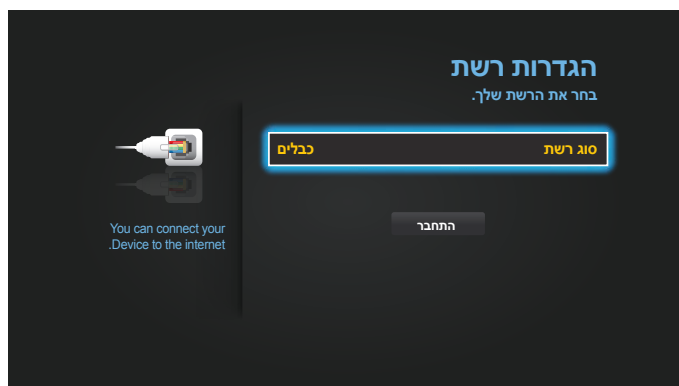 הגדרות רשת
בחר את הרשת שלך.
סוג רשת
כבלים
התחבר
You can connect your
.Device to the internet